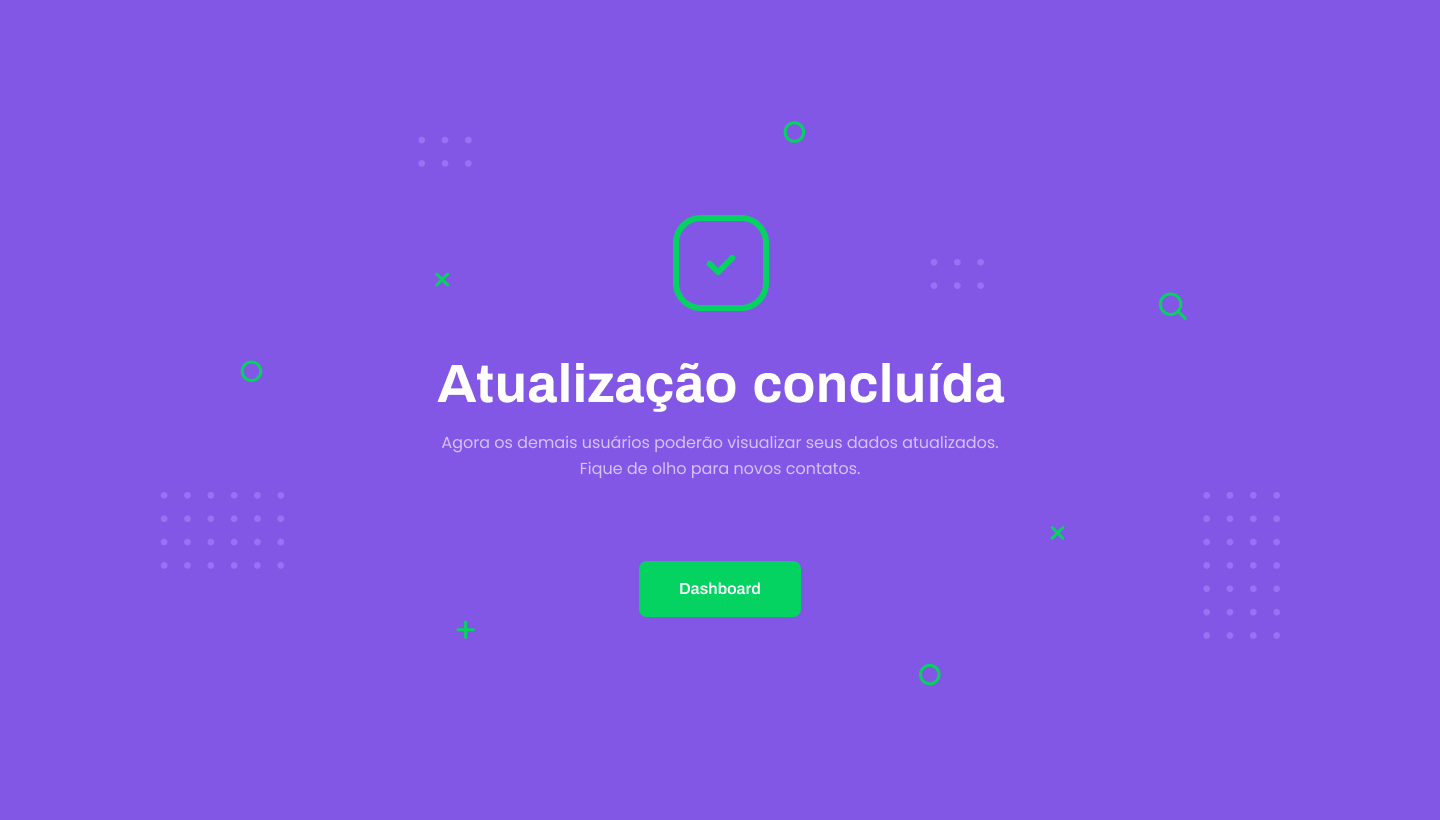 Atualização concluída
Agora os demais usuários poderão visualizar seus dados atualizados.
Fique de olho para novos contatos.
Dashboard